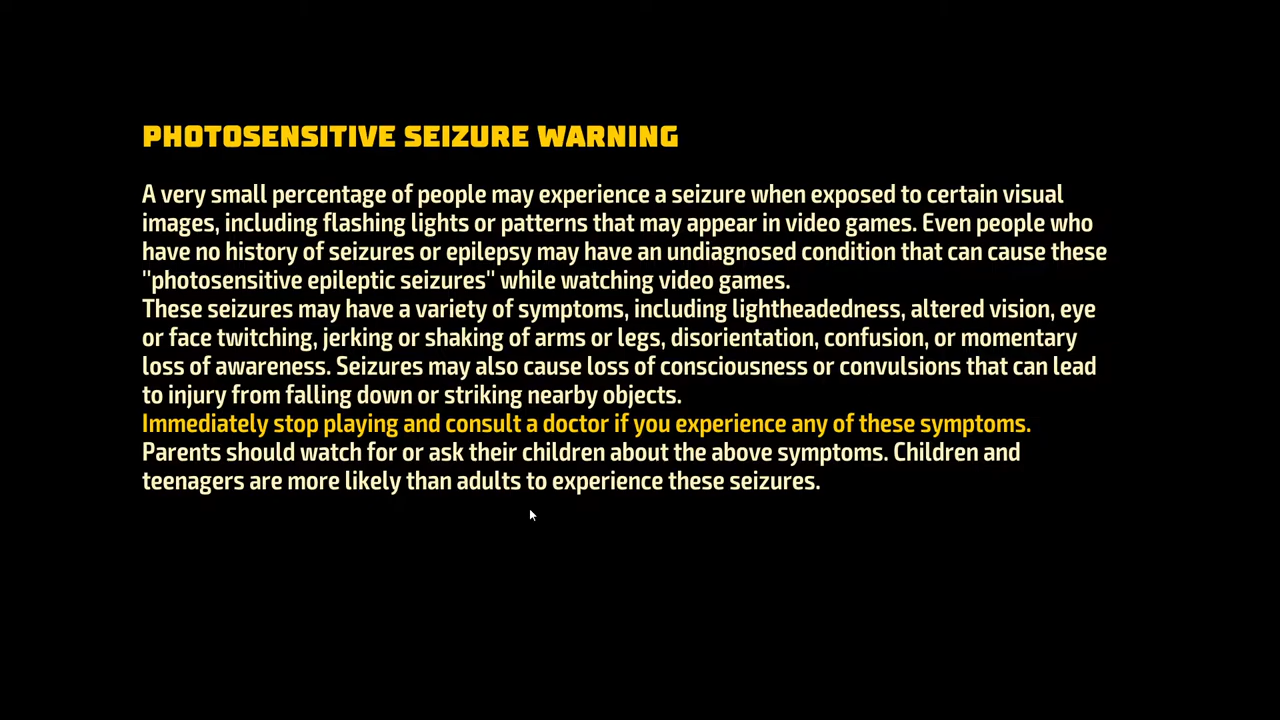 PHOTOSENSITIVE SEIZURE WARNING
A very small percentage of people may experience a seizure when exposed to certain visual
images, including flashing lights or patterns that may appear in video games. Even people who
have no history of seizures or epilepsy may have an undiagnosed condition that can cause these
"photosensitive epileptic seizures" while watching video games.
These seizures may have a variety of symptoms, including lightheadedness, altered vision, eye
or face twitching, jerking or shaking of arms or legs, disorientation, confusion, or momentary
loss of awareness. Seizures may also cause loss of consciousness or convulsions that can lead
to injury from falling down or striking nearby objects.
Immediately stop playing and consult a doctor if you experience any of these symptoms.
Parents should watch for or ask their children about the above symptoms. Children and
teenagers are more likely than adults to experience these seizures.